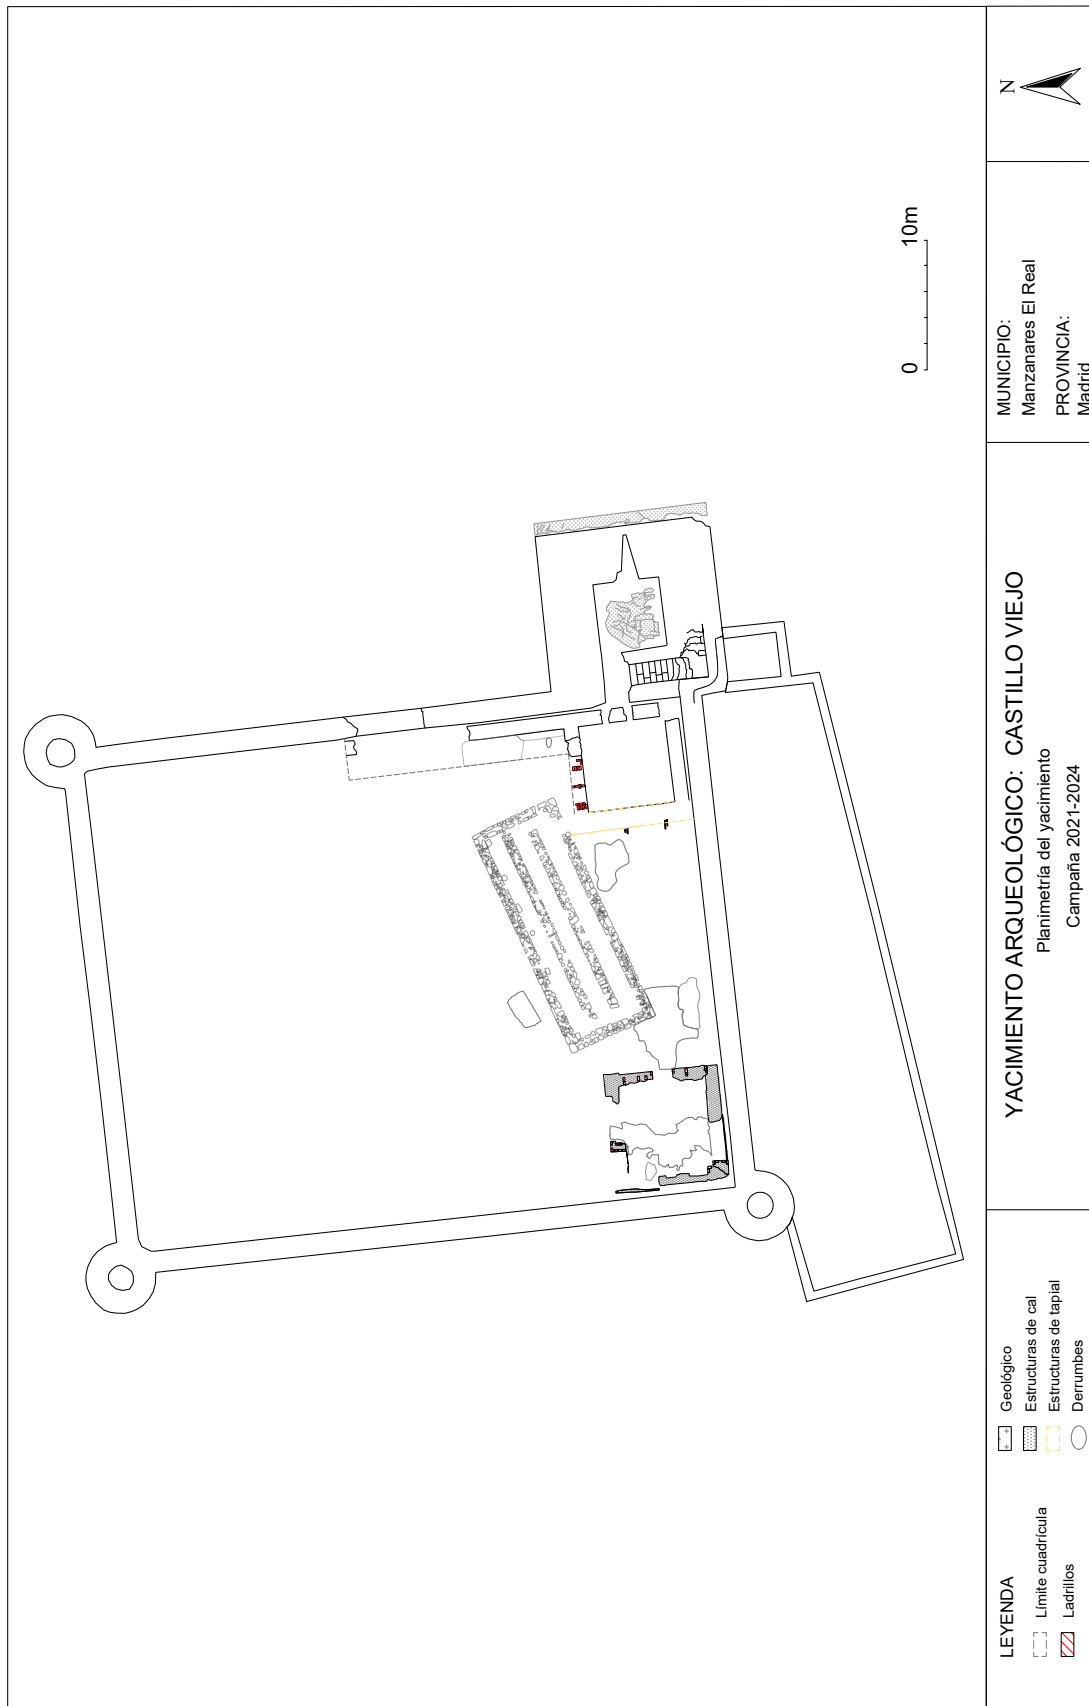 LEYENDA
Límite cuadrícula
Ladrillos
Geológico
Estructuras de cal
Estructuras de tapial
Derrumbes
YACIMIENTO ARQUEOLÓGICO: CASTILLO VIEJO
Planimetría del yacimiento
Campaña 2021-2024
MUNICIPIO:
Manzanares El Real
PROVINCIA:
Madrid
N
0 10m